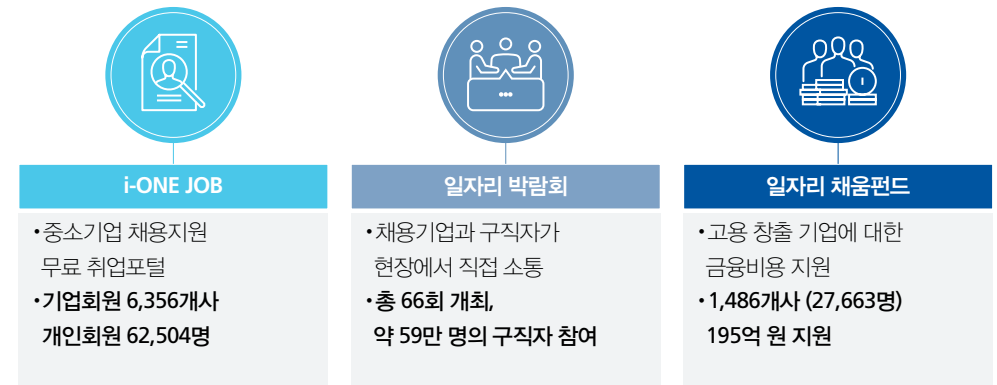 i-ONE JOB
•중소기업 채용지원
무료 취업포털
•기업회원 6,356개사
개인회원 62,504명
일자리 박람회
•채용기업과 구직자가
현장에서 직접 소통
•총 66회 개최,
약 59만 명의 구직자 참여
일자리 채움펀드
•고용 창출 기업에 대한
금융비용 지원
•1,486개사 (27,663명)
195억 원 지원